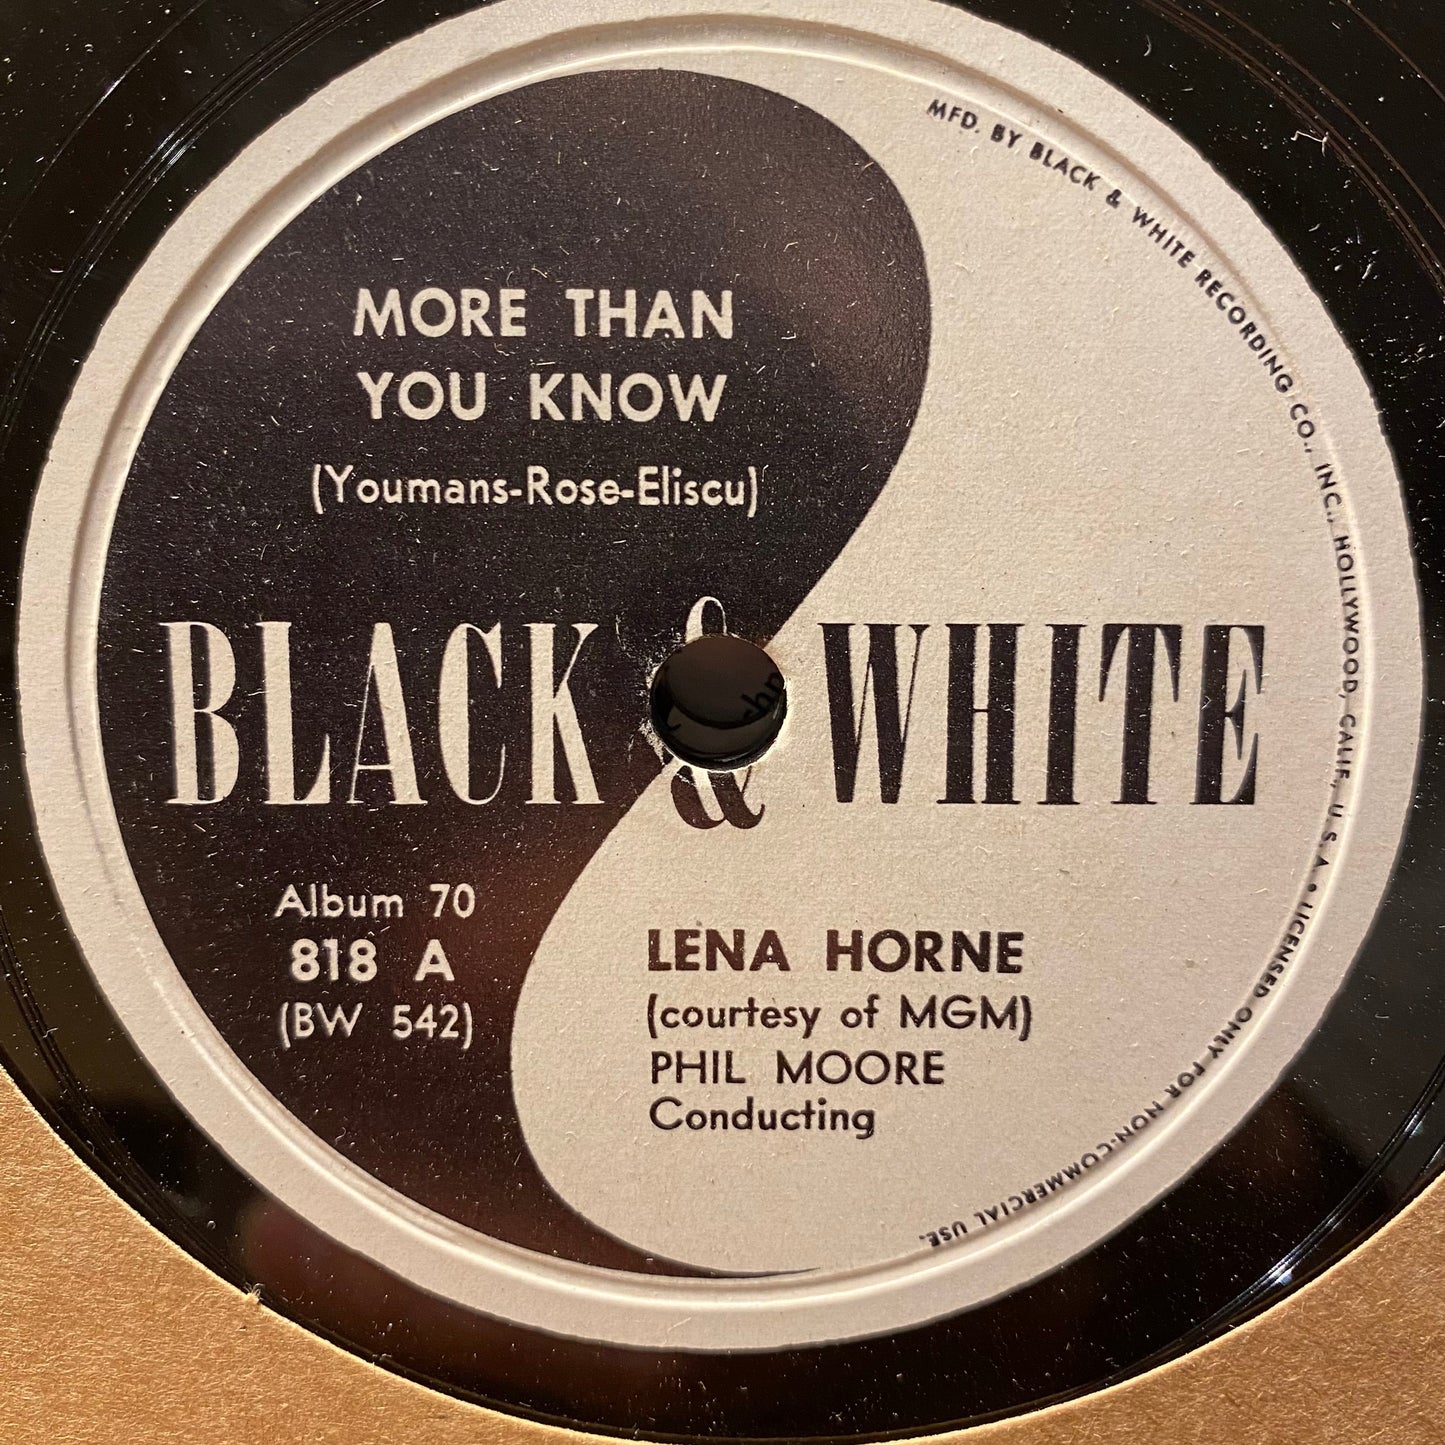 MORE THAN
YOU KNOW
(Youmans-Rose-Eliscu)
BLACK & WHITE
Album 70
818 A
(BW 542)
LENA HORNE
(courtesy of MGM)
PHIL MOORE
Conducting
MFD. BY BLACK & WHITE RECORDING CO., INC., HOLLYWOOD, CALIF., U.S.A. • LICENSED ONLY FOR NON-COMMERCIAL USE.